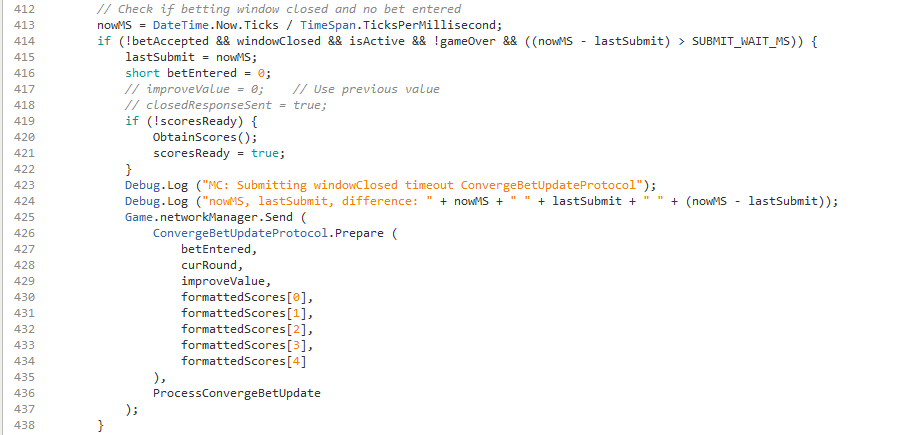 412 // Check if betting window closed and no bet entered
413 nowMS = DateTime.Now.Ticks / TimeSpan.TicksPerMillisecond;
414 if (!betAccepted && windowClosed && isActive && !gameOver && ((nowMS - lastSubmit) > SUBMIT_WAIT_MS)) {
415 lastSubmit = nowMS;
416 short betEntered = 0;
417 // improveValue = 0;    // Use previous value
418 // closedResponseSent = true;
419 if (!scoresReady) {
420 ObtainScores();
421 scoresReady = true;
422 }
423 Debug.Log ("MC: Submitting windowClosed timeout ConvergeBetUpdateProtocol");
424 Debug.Log ("nowMS, lastSubmit, difference: " + nowMS + " " + lastSubmit + " " + (nowMS - lastSubmit));
425 Game.networkManager.Send (
426 ConvergeBetUpdateProtocol.Prepare (
427 betEntered,
428 curRound,
429 improveValue,
430 formattedScores[0],
431 formattedScores[1],
432 formattedScores[2],
433 formattedScores[3],
434 formattedScores[4]
435 ),
436 ProcessConvergeBetUpdate
437 );
438 }